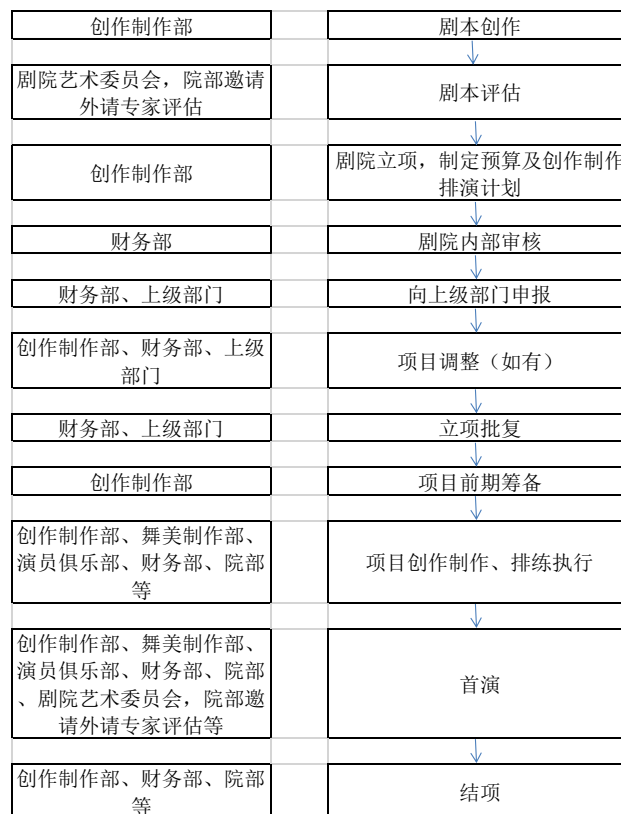 创作制作部
剧本创作
剧院艺术委员会，院部邀请
外请专家评估
剧本评估
创作制作部
剧院立项，制定预算及创作制作
排演计划
财务部
剧院内部审核
财务部、上级部门
向上级部门申报
创作制作部、财务部、上级
部门
项目调整（如有）
财务部、上级部门
立项批复
创作制作部
项目前期筹备
创作制作部、舞美制作部、
演员俱乐部、财务部、院部
等
项目创作制作、排练执行
创作制作部、舞美制作部、
演员俱乐部、财务部、院部
、剧院艺术委员会，院部邀
请外请专家评估等
首演
创作制作部、财务部、院部
等
结项